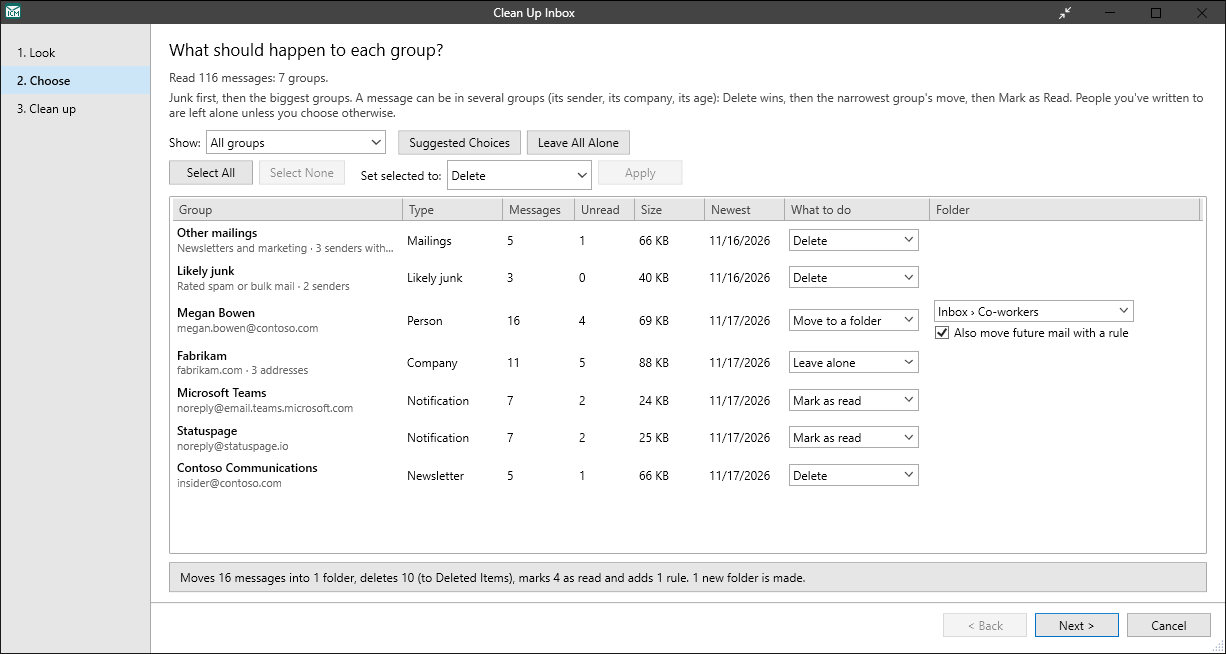 Clean Up Inbox
1. Look
2. Choose
3. Clean up
What should happen to each group?
Read 116 messages: 7 groups.
Junk first, then the biggest groups. A message can be in several groups (its sender, its company, its age): Delete wins, then the narrowest group's move, then Mark as Read. People you've written to
are left alone unless you choose otherwise.
Show: All groups Suggested Choices Leave All Alone
Select All Select None Set selected to: Delete Apply
Group Type Messages Unread Size Newest What to do Folder
Other mailings
Newsletters and marketing · 3 senders with... Mailings 5 1 66 KB 11/16/2026 Delete
Likely junk
Rated spam or bulk mail · 2 senders Likely junk 3 0 40 KB 11/16/2026 Delete
Megan Bowen
megan.bowen@contoso.com Person 16 4 69 KB 11/17/2026 Move to a folder Inbox › Co-workers
Also move future mail with a rule
Fabrikam
fabrikam.com · 3 addresses Company 11 5 88 KB 11/17/2026 Leave alone
Microsoft Teams
noreply@email.teams.microsoft.com Notification 7 2 24 KB 11/17/2026 Mark as read
Statuspage
noreply@statuspage.io Notification 7 2 25 KB 11/17/2026 Mark as read
Contoso Communications
insider@contoso.com Newsletter 5 1 66 KB 11/17/2026 Delete
Moves 16 messages into 1 folder, deletes 10 (to Deleted Items), marks 4 as read and adds 1 rule. 1 new folder is made.
< Back Next > Cancel